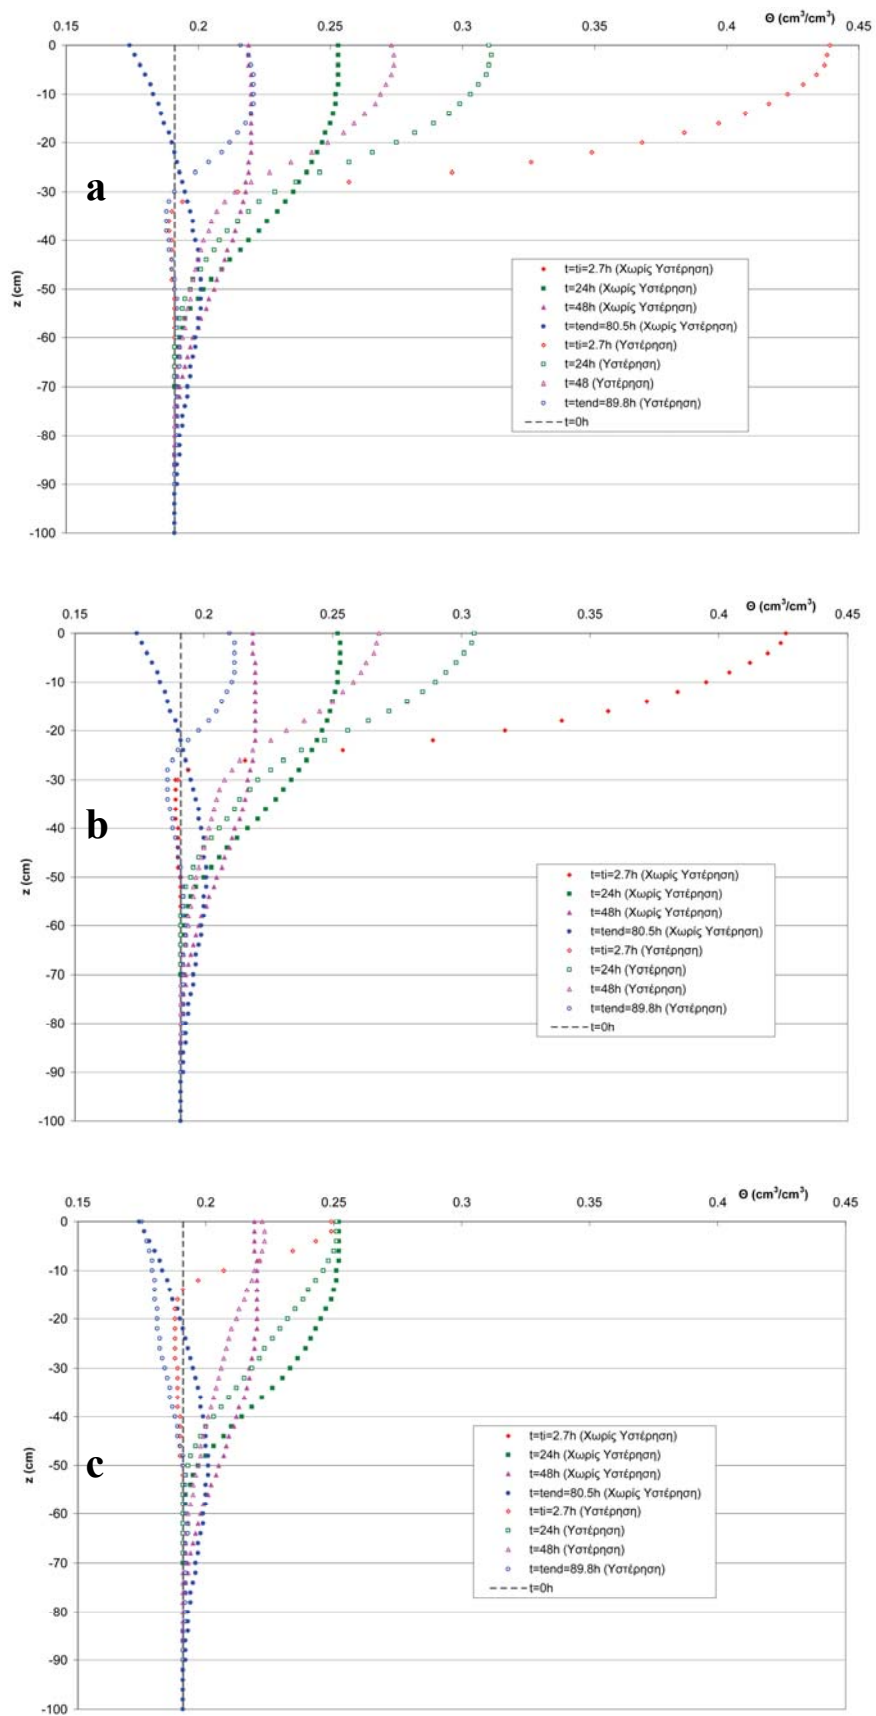 0.15 0.2 0.25 0.3 0.35 0.4 Θ (cm³/cm³) 0.45
0
-10
-20
a
-30
-40
z (cm)
-50
-60
-70
-80
-90
-100
t=ti=2.7h (Χωρίς Υστέρηση)
t=24h (Χωρίς Υστέρηση)
t=48h (Χωρίς Υστέρηση)
t=tend=80.5h (Χωρίς Υστέρηση)
t=ti=2.7h (Υστέρηση)
t=24h (Υστέρηση)
t=48 (Υστέρηση)
t=tend=89.8h (Υστέρηση)
t=0h
0.15 0.2 0.25 0.3 0.35 0.4 Θ (cm³/cm³) 0.45
0
-10
-20
-30
b
-40
z (cm)
-50
-60
-70
-80
-90
-100
t=ti=2.7h (Χωρίς Υστέρηση)
t=24h (Χωρίς Υστέρηση)
t=48h (Χωρίς Υστέρηση)
t=tend=80.5h (Χωρίς Υστέρηση)
t=ti=2.7h (Υστέρηση)
t=24h (Υστέρηση)
t=48h (Υστέρηση)
t=tend=89.8h (Υστέρηση)
t=0h
0.15 0.2 0.25 0.3 0.35 0.4 Θ (cm³/cm³) 0.45
0
-10
-20
-30
-40
c
z (cm)
-50
-60
-70
-80
-90
-100
t=ti=2.7h (Χωρίς Υστέρηση)
t=24h (Χωρίς Υστέρηση)
t=48h (Χωρίς Υστέρηση)
t=tend=80.5h (Χωρίς Υστέρηση)
t=ti=2.7h (Υστέρηση)
t=24h (Υστέρηση)
t=48h (Υστέρηση)
t=tend=89.8h (Υστέρηση)
t=0h